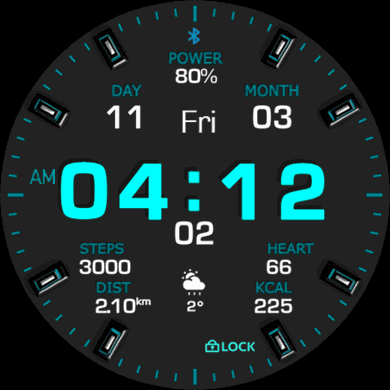 POWER
80%
DAY
MONTH
11
Fri
03
AM
04:12
02
STEPS
HEART
3000
66
DIST
KCAL
2.10km
2°
225
LOCK